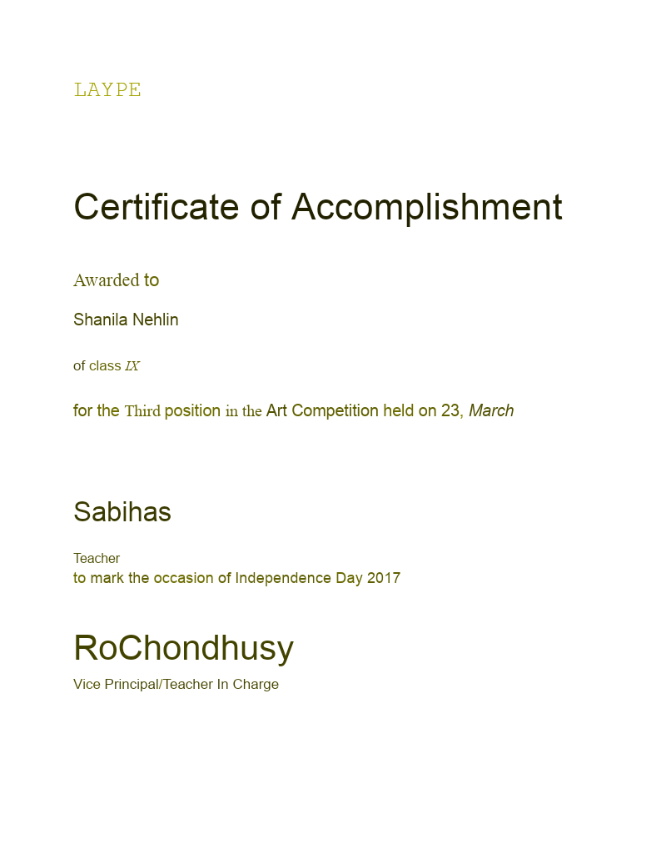 LAYPE
Certificate of Accomplishment
Awarded to
Shanila Nehlin
of class IX
for the Third position in the Art Competition held on 23, March
Sabihas
Teacher
to mark the occasion of Independence Day 2017
RoChondhusy
Vice Principal/Teacher In Charge